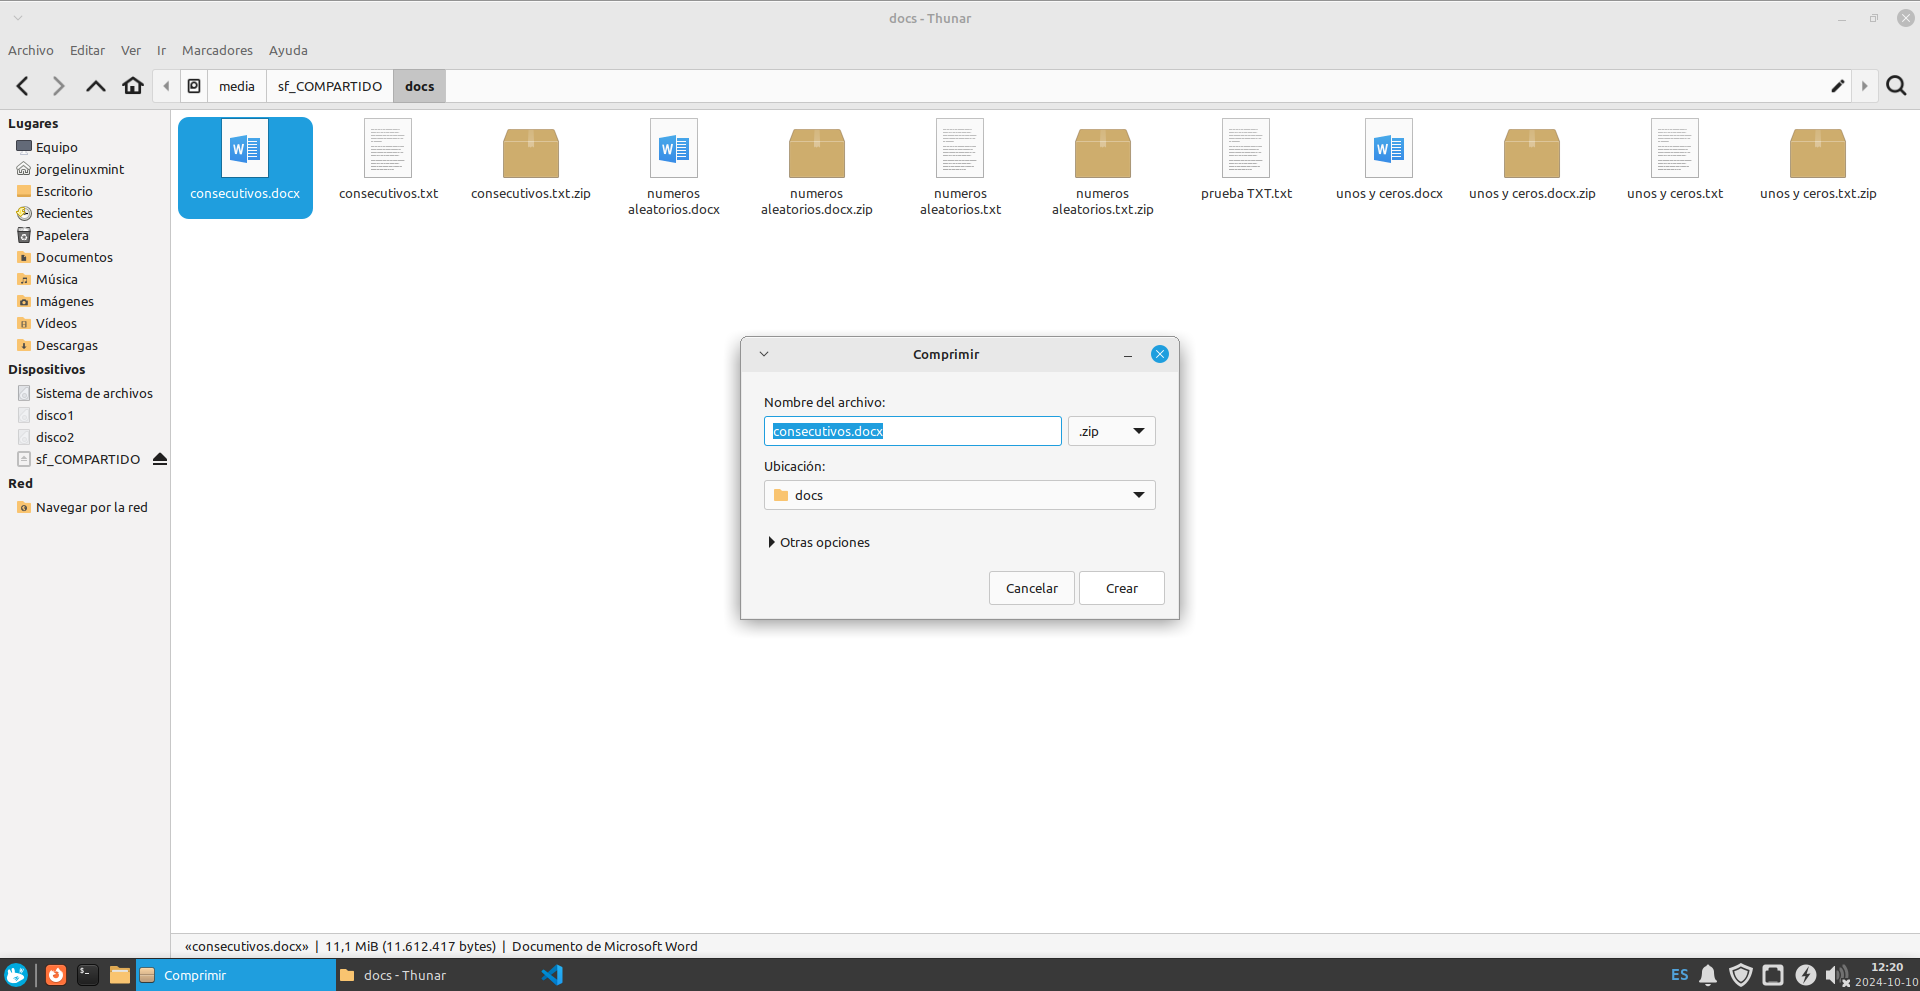 docs - Thunar
Archivo Editar Ver Ir Marcadores Ayuda
media sf_COMPARTIDO docs
Lugares
Equipo
jorgelinuxmint
Escritorio
Recientes
Papelera
Documentos
Música
Imágenes
Vídeos
Descargas
Dispositivos
Sistema de archivos
disco1
disco2
sf_COMPARTIDO
Red
Navegar por la red
consecutivos.docx
consecutivos.txt
consecutivos.txt.zip
numeros
aleatorios.docx
numeros
aleatorios.docx.zip
numeros
aleatorios.txt
numeros
aleatorios.txt.zip
prueba TXT.txt
unos y ceros.docx
unos y ceros.docx.zip
unos y ceros.txt
unos y ceros.txt.zip
Comprimir
Nombre del archivo:
consecutivos.docx .zip
Ubicación:
docs
Otras opciones
Cancelar Crear
«consecutivos.docx» | 11,1 MiB (11.612.417 bytes) | Documento de Microsoft Word
Comprimir docs - Thunar ES 12:20
2024-10-10